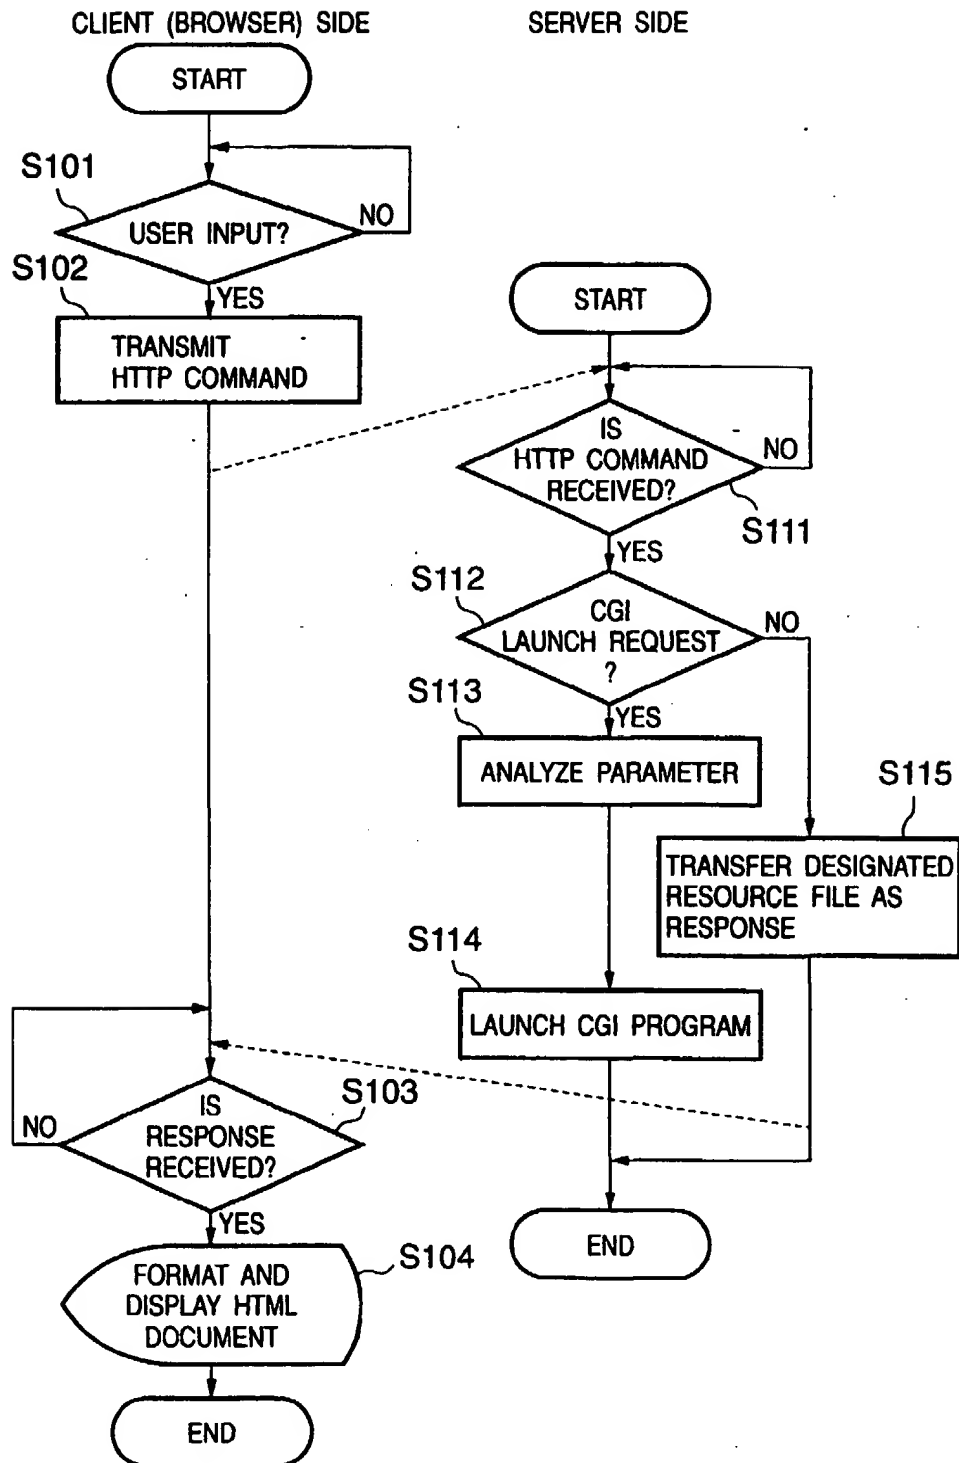 CLIENT (BROWSER) SIDE
SERVER SIDE
START
S101
USER INPUT?
NO
S102
YES
TRANSMIT
HTTP COMMAND
START
IS
HTTP COMMAND
RECEIVED?
NO
S111
YES
S112
CGI
LAUNCH REQUEST
?
NO
S113
YES
ANALYZE PARAMETER
S115
TRANSFER DESIGNATED
RESOURCE FILE AS
RESPONSE
S114
LAUNCH CGI PROGRAM
S103
IS
RESPONSE
RECEIVED?
NO
YES
END
S104
FORMAT AND
DISPLAY HTML
DOCUMENT
END